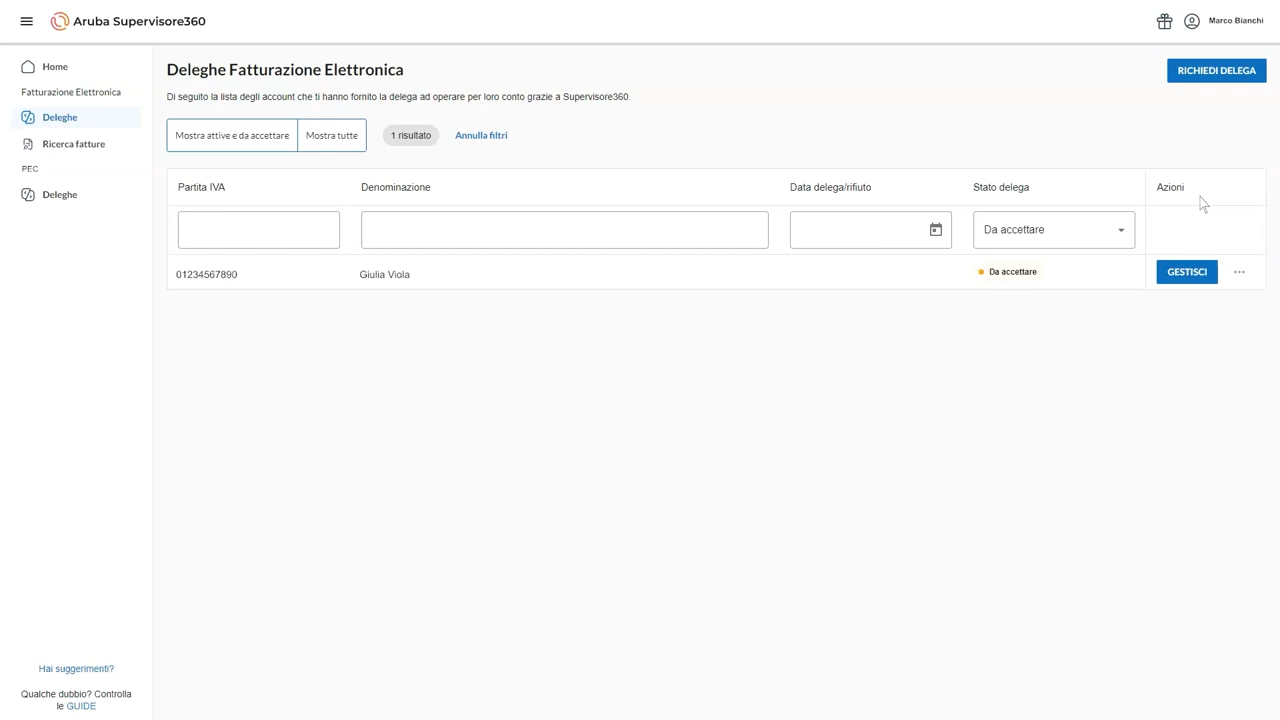 Aruba Supervisore360
Marco Bianchi
Home
Fatturazione Elettronica
Deleghe
Ricerca fatture
PEC
Deleghe
Hai suggerimenti?
Qualche dubbio? Controlla
le GUIDE
Deleghe Fatturazione Elettronica
RICHIEDI DELEGA
Di seguito la lista degli account che ti hanno fornito la delega ad operare per loro conto grazie a Supervisore360.
Mostra attive e da accettare
Mostra tutte
1 risultato
Annulla filtri
Partita IVA
Denominazione
Data delega/rifiuto
Stato delega
Azioni
Da accettare
01234567890
Giulia Viola
Da accettare
GESTISCI